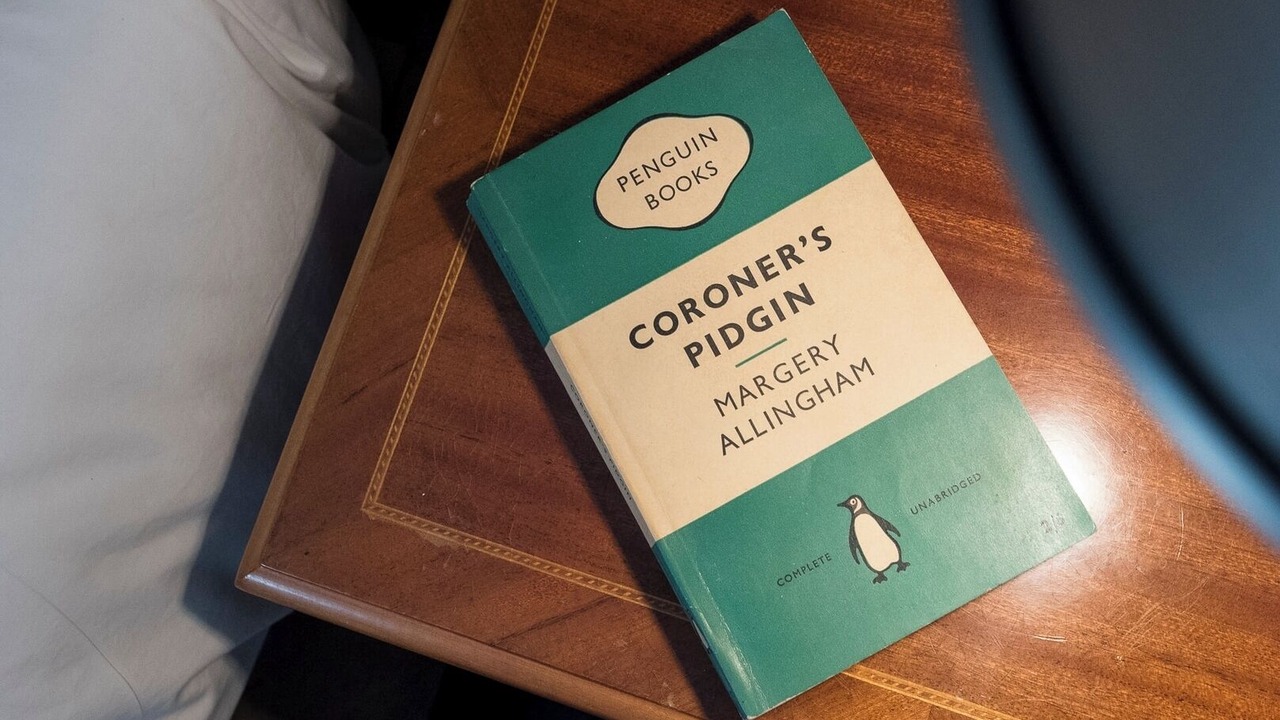 PENGUIN
BOOKS
CORONER'S
PIDGIN
MARGERY
ALLINGHAM
COMPLETE
UNABRIDGED
2/6